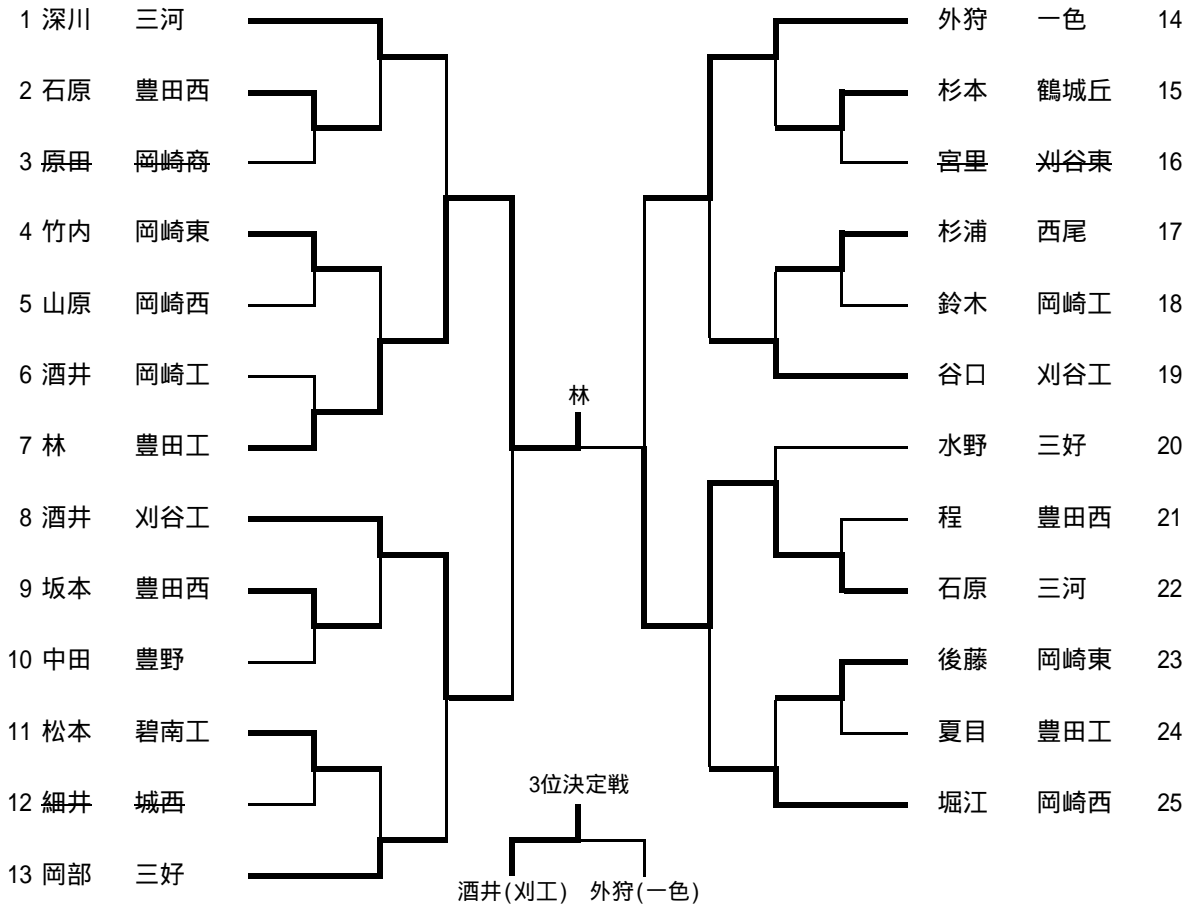 1 深川 三河
2 石原 豊田西
3 原田 岡崎商
4 竹内 岡崎東
5 山原 岡崎西
6 酒井 岡崎工
7 林 豊田工
8 酒井 刈谷工
9 坂本 豊田西
10 中田 豊野
11 松本 碧南工
12 細井 城西
13 岡部 三好
林
3位決定戦
酒井(刈工) 外狩(一色)
外狩 一色 14
杉本 鶴城丘 15
宮里 刈谷東 16
杉浦 西尾 17
鈴木 岡崎工 18
谷口 刈谷工 19
水野 三好 20
程 豊田西 21
石原 三河 22
後藤 岡崎東 23
夏目 豊田工 24
堀江 岡崎西 25